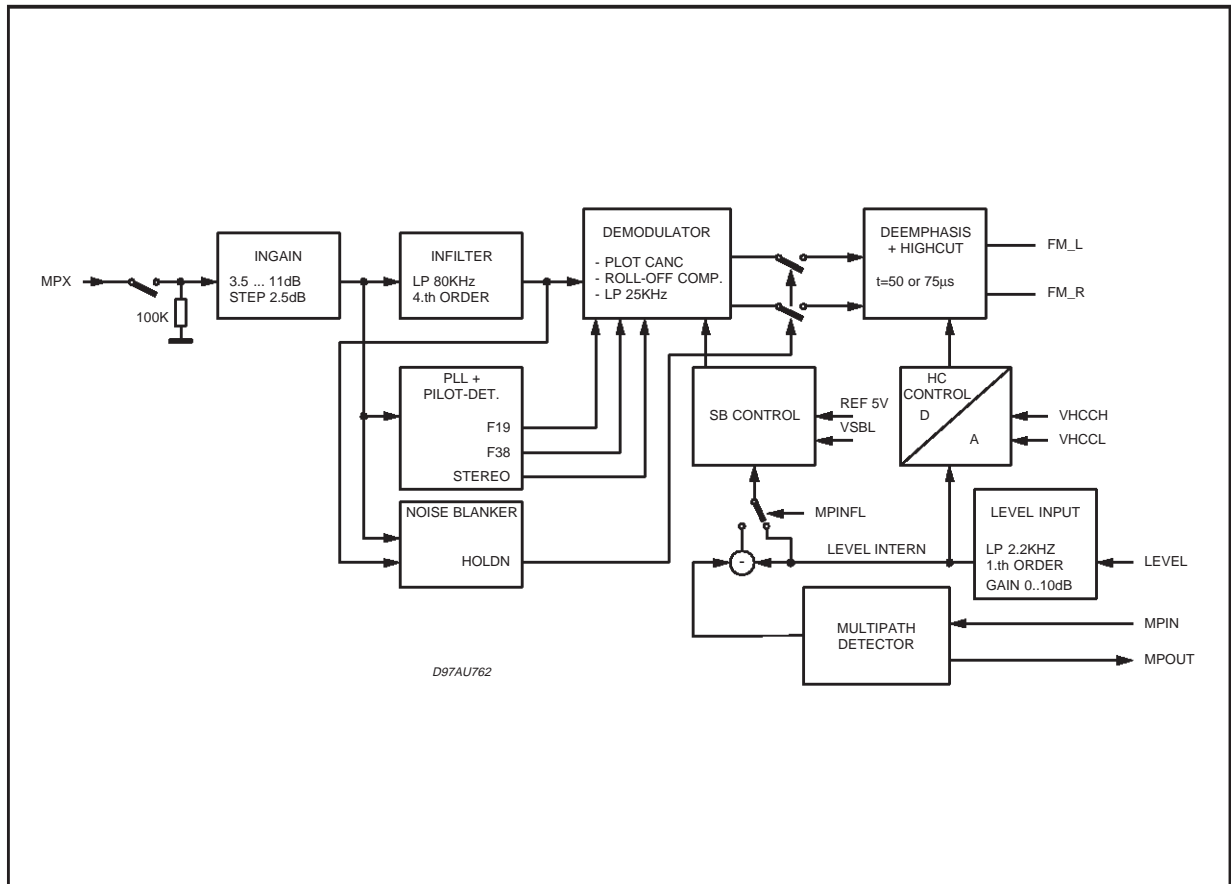 MPX
100K
INGAIN
3.5 ... 11dB
STEP 2.5dB
INFILTER
LP 80KHz
4.th ORDER
DEMODULATOR
- PLOT CANC
- ROLL-OFF COMP.
- LP 25KHz
DEEMPHASIS
+ HIGHCUT
t=50 or 75µs
FM_L
FM_R
PLL +
PILOT-DET.
F19
F38
STEREO
NOISE BLANKER
HOLDN
SB CONTROL
REF 5V
VSBL
HC
CONTROL
D
A
VHCCH
VHCCL
MPINFL
LEVEL INTERN
-
LEVEL INPUT
LP 2.2KHZ
1.th ORDER
GAIN 0..10dB
LEVEL
MULTIPATH
DETECTOR
MPIN
MPOUT
D97AU762